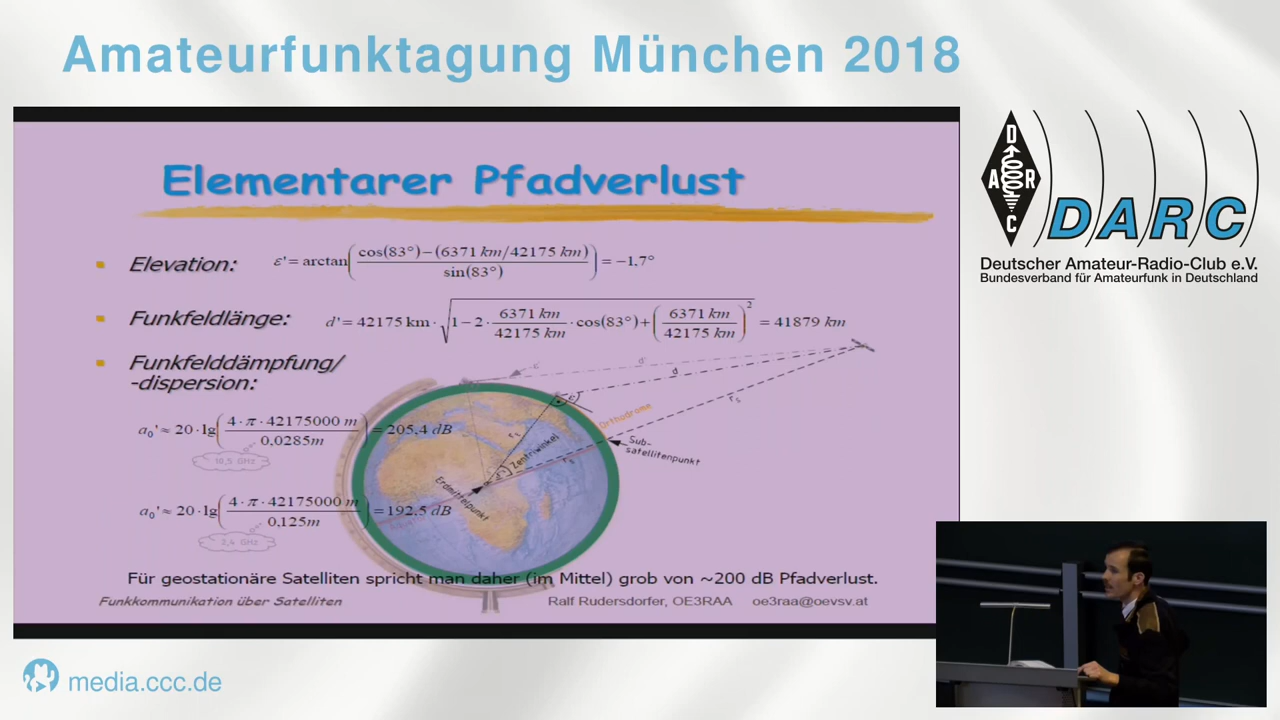 Amateurfunktagung München 2018
Elementarer Pfadverlust
Elevation: ε'= arctan( cos(83°)−(6371 km/42175 km) / sin(83°) ) = −1,7°
Funkfeldlänge: d'= 42175 km · √( 1−2 · 6371 km / 42175 km · cos(83°)+( 6371 km / 42175 km )² ) = 41879 km
Funkfelddämpfung/
-dispersion:
a₀'≈ 20·lg( 4·π·42175000 m / 0,0285m ) = 205,4 dB
10,5 GHz
a₀'≈ 20·lg( 4·π·42175000 m / 0,125m ) = 192,5 dB
2,4 GHz
ε'
d'
d
ε
Orthodrome
Zentriwinkel
Sub-
satellitenpunkt
Erdmittelpunkt
Für geostationäre Satelliten spricht man daher (im Mittel) grob von ~200 dB Pfadverlust.
Funkkommunikation über Satelliten Ralf Rudersdorfer, OE3RAA oe3raa@oevsv.at
D
A R
C
DARC
Deutscher Amateur-Radio-Club e.V.
Bundesverband für Amateurfunk in Deutschland
media.ccc.de